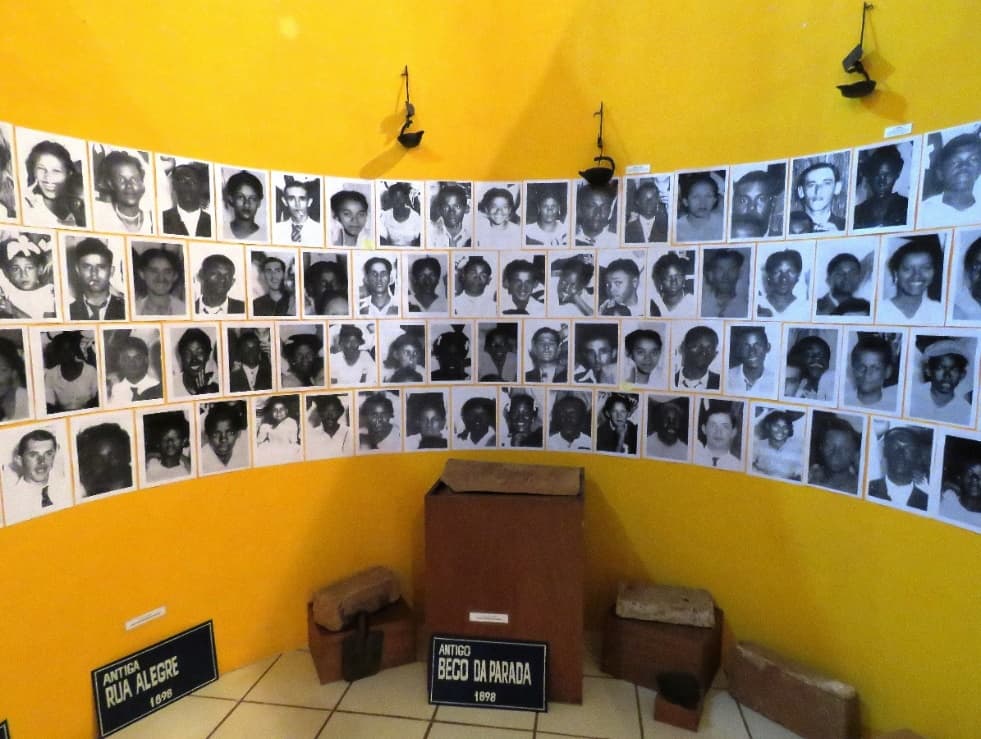 ANTIGA
RUA ALEGRE
1898
ANTIGO
BECO DA PARADA
1898